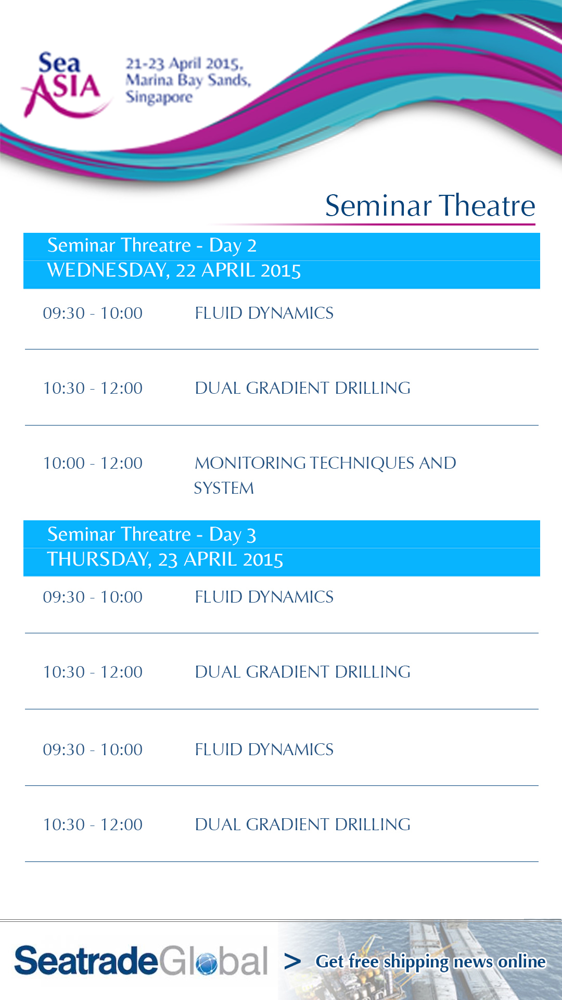 Sea
ASIA
21-23 April 2015,
Marina Bay Sands,
Singapore
Seminar Theatre
Seminar Threatre - Day 2
WEDNESDAY, 22 APRIL 2015
09:30 - 10:00 FLUID DYNAMICS
10:30 - 12:00 DUAL GRADIENT DRILLING
10:00 - 12:00 MONITORING TECHNIQUES AND
SYSTEM
Seminar Threatre - Day 3
THURSDAY, 23 APRIL 2015
09:30 - 10:00 FLUID DYNAMICS
10:30 - 12:00 DUAL GRADIENT DRILLING
09:30 - 10:00 FLUID DYNAMICS
10:30 - 12:00 DUAL GRADIENT DRILLING
SeatradeGlobal > Get free shipping news online